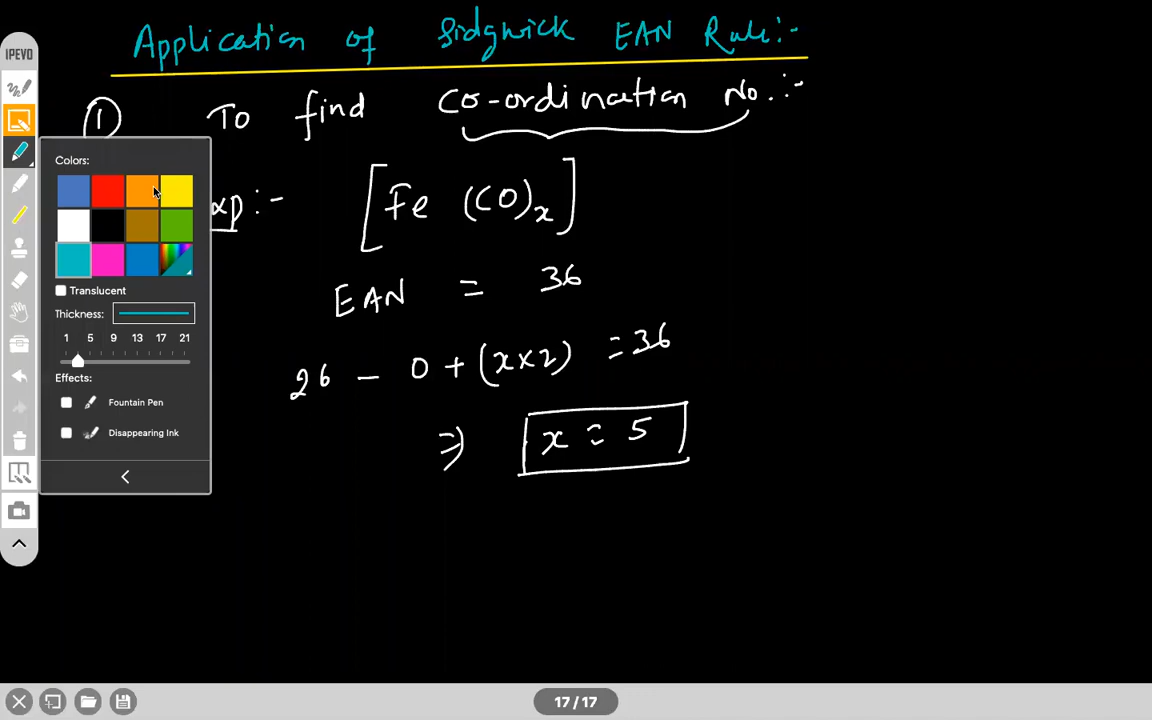 Application of Sidgwick EAN Rule:-
IPEVO
① To find Co-ordination No.:-
Colors:
xp:- [Fe (CO)x]
Translucent
EAN = 36
Thickness:
1 5 9 13 17 21
26 - 0 + (x×2) = 36
Effects:
Fountain Pen
Disappearing Ink
⇒ x = 5
17/17